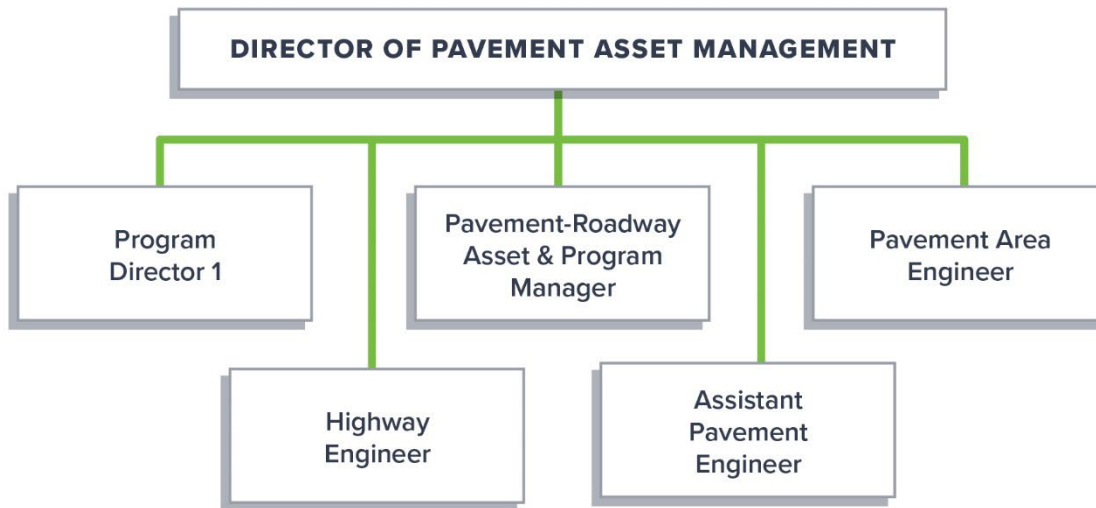 DIRECTOR OF PAVEMENT ASSET MANAGEMENT
Program
Director 1
Pavement-Roadway
Asset & Program
Manager
Pavement Area
Engineer
Highway
Engineer
Assistant
Pavement
Engineer